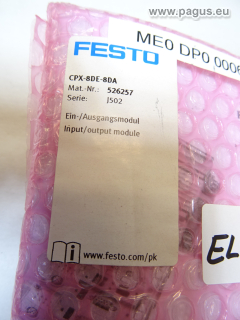 © www.pagus.eu
FESTO
ME0 DP0 0006
CPX-8DE-8DA
Mat.-Nr.: 526257
Serie: J502
Ein-/Ausgangsmodul
Input/output module
EL
www.festo.com/pk